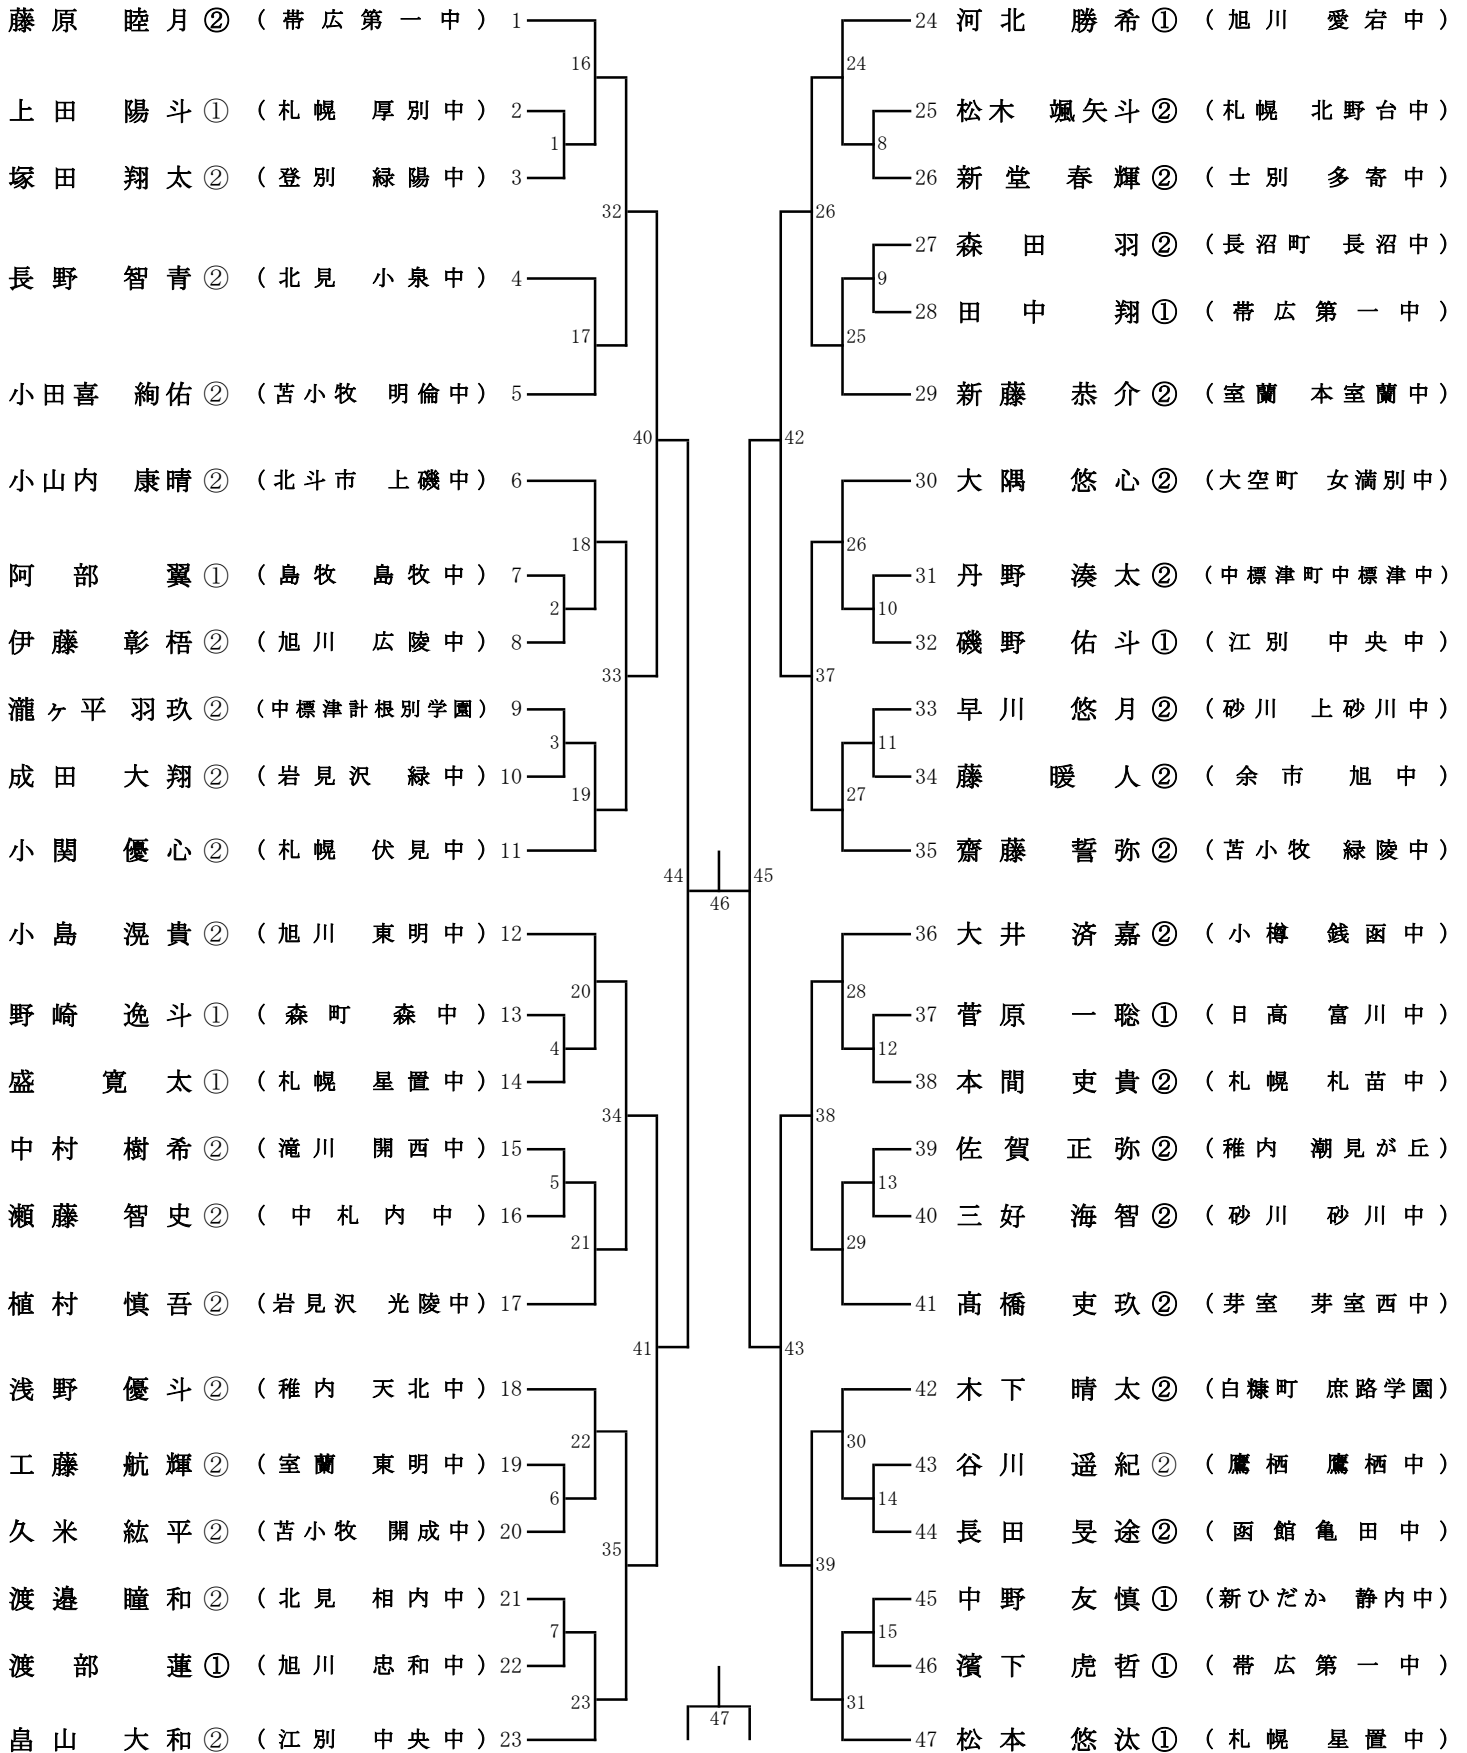 藤原 睦月② (帯広第一中) 1
上田 陽斗① (札幌 厚別中) 2
塚田 翔太② (登別 緑陽中) 3
長野 智青② (北見 小泉中) 4
小田喜 絢佑② (苫小牧 明倫中) 5
小山内 康晴② (北斗市 上磯中) 6
阿部 翼① (島牧 島牧中) 7
伊藤 彰梧② (旭川 広陵中) 8
瀧ヶ平 羽玖② (中標津計根別学園) 9
成田 大翔② (岩見沢 緑中) 10
小関 優心② (札幌 伏見中) 11
小島 滉貴② (旭川 東明中) 12
野崎 逸斗① (森町 森中) 13
盛 寛太① (札幌 星置中) 14
中村 樹希② (滝川 開西中) 15
瀬藤 智史② (中札内中) 16
植村 慎吾② (岩見沢 光陵中) 17
浅野 優斗② (稚内 天北中) 18
工藤 航輝② (室蘭 東明中) 19
久米 紘平② (苫小牧 開成中) 20
渡邉 瞳和② (北見 相内中) 21
渡部 蓮① (旭川 忠和中) 22
畠山 大和② (江別 中央中) 23
16
1
32
17
40
18
2
33
3
19
44
20
4
34
5
21
41
22
6
35
7
23
46
47
24
8
26
9
25
42
26
10
37
11
27
45
28
12
38
13
29
43
30
14
39
15
31
24 河北 勝希① (旭川 愛宕中)
25 松木 颯矢斗② (札幌 北野台中)
26 新堂 春輝② (士別 多寄中)
27 森田 羽② (長沼町 長沼中)
28 田中 翔① (帯広第一中)
29 新藤 恭介② (室蘭 本室蘭中)
30 大隅 悠心② (大空町 女満別中)
31 丹野 湊太② (中標津町中標津中)
32 磯野 佑斗① (江別 中央中)
33 早川 悠月② (砂川 上砂川中)
34 藤 暖人② (余市 旭中)
35 齋藤 誓弥② (苫小牧 緑陵中)
36 大井 済嘉② (小樽 銭函中)
37 菅原 一聡① (日高 富川中)
38 本間 吏貴② (札幌 札苗中)
39 佐賀 正弥② (稚内 潮見が丘)
40 三好 海智② (砂川 砂川中)
41 髙橋 吏玖② (芽室 芽室西中)
42 木下 晴太② (白糠町 庶路学園)
43 谷川 遥紀② (鷹栖 鷹栖中)
44 長田 旻途② (函館亀田中)
45 中野 友慎① (新ひだか 静内中)
46 濱下 虎哲① (帯広第一中)
47 松本 悠汰① (札幌 星置中)